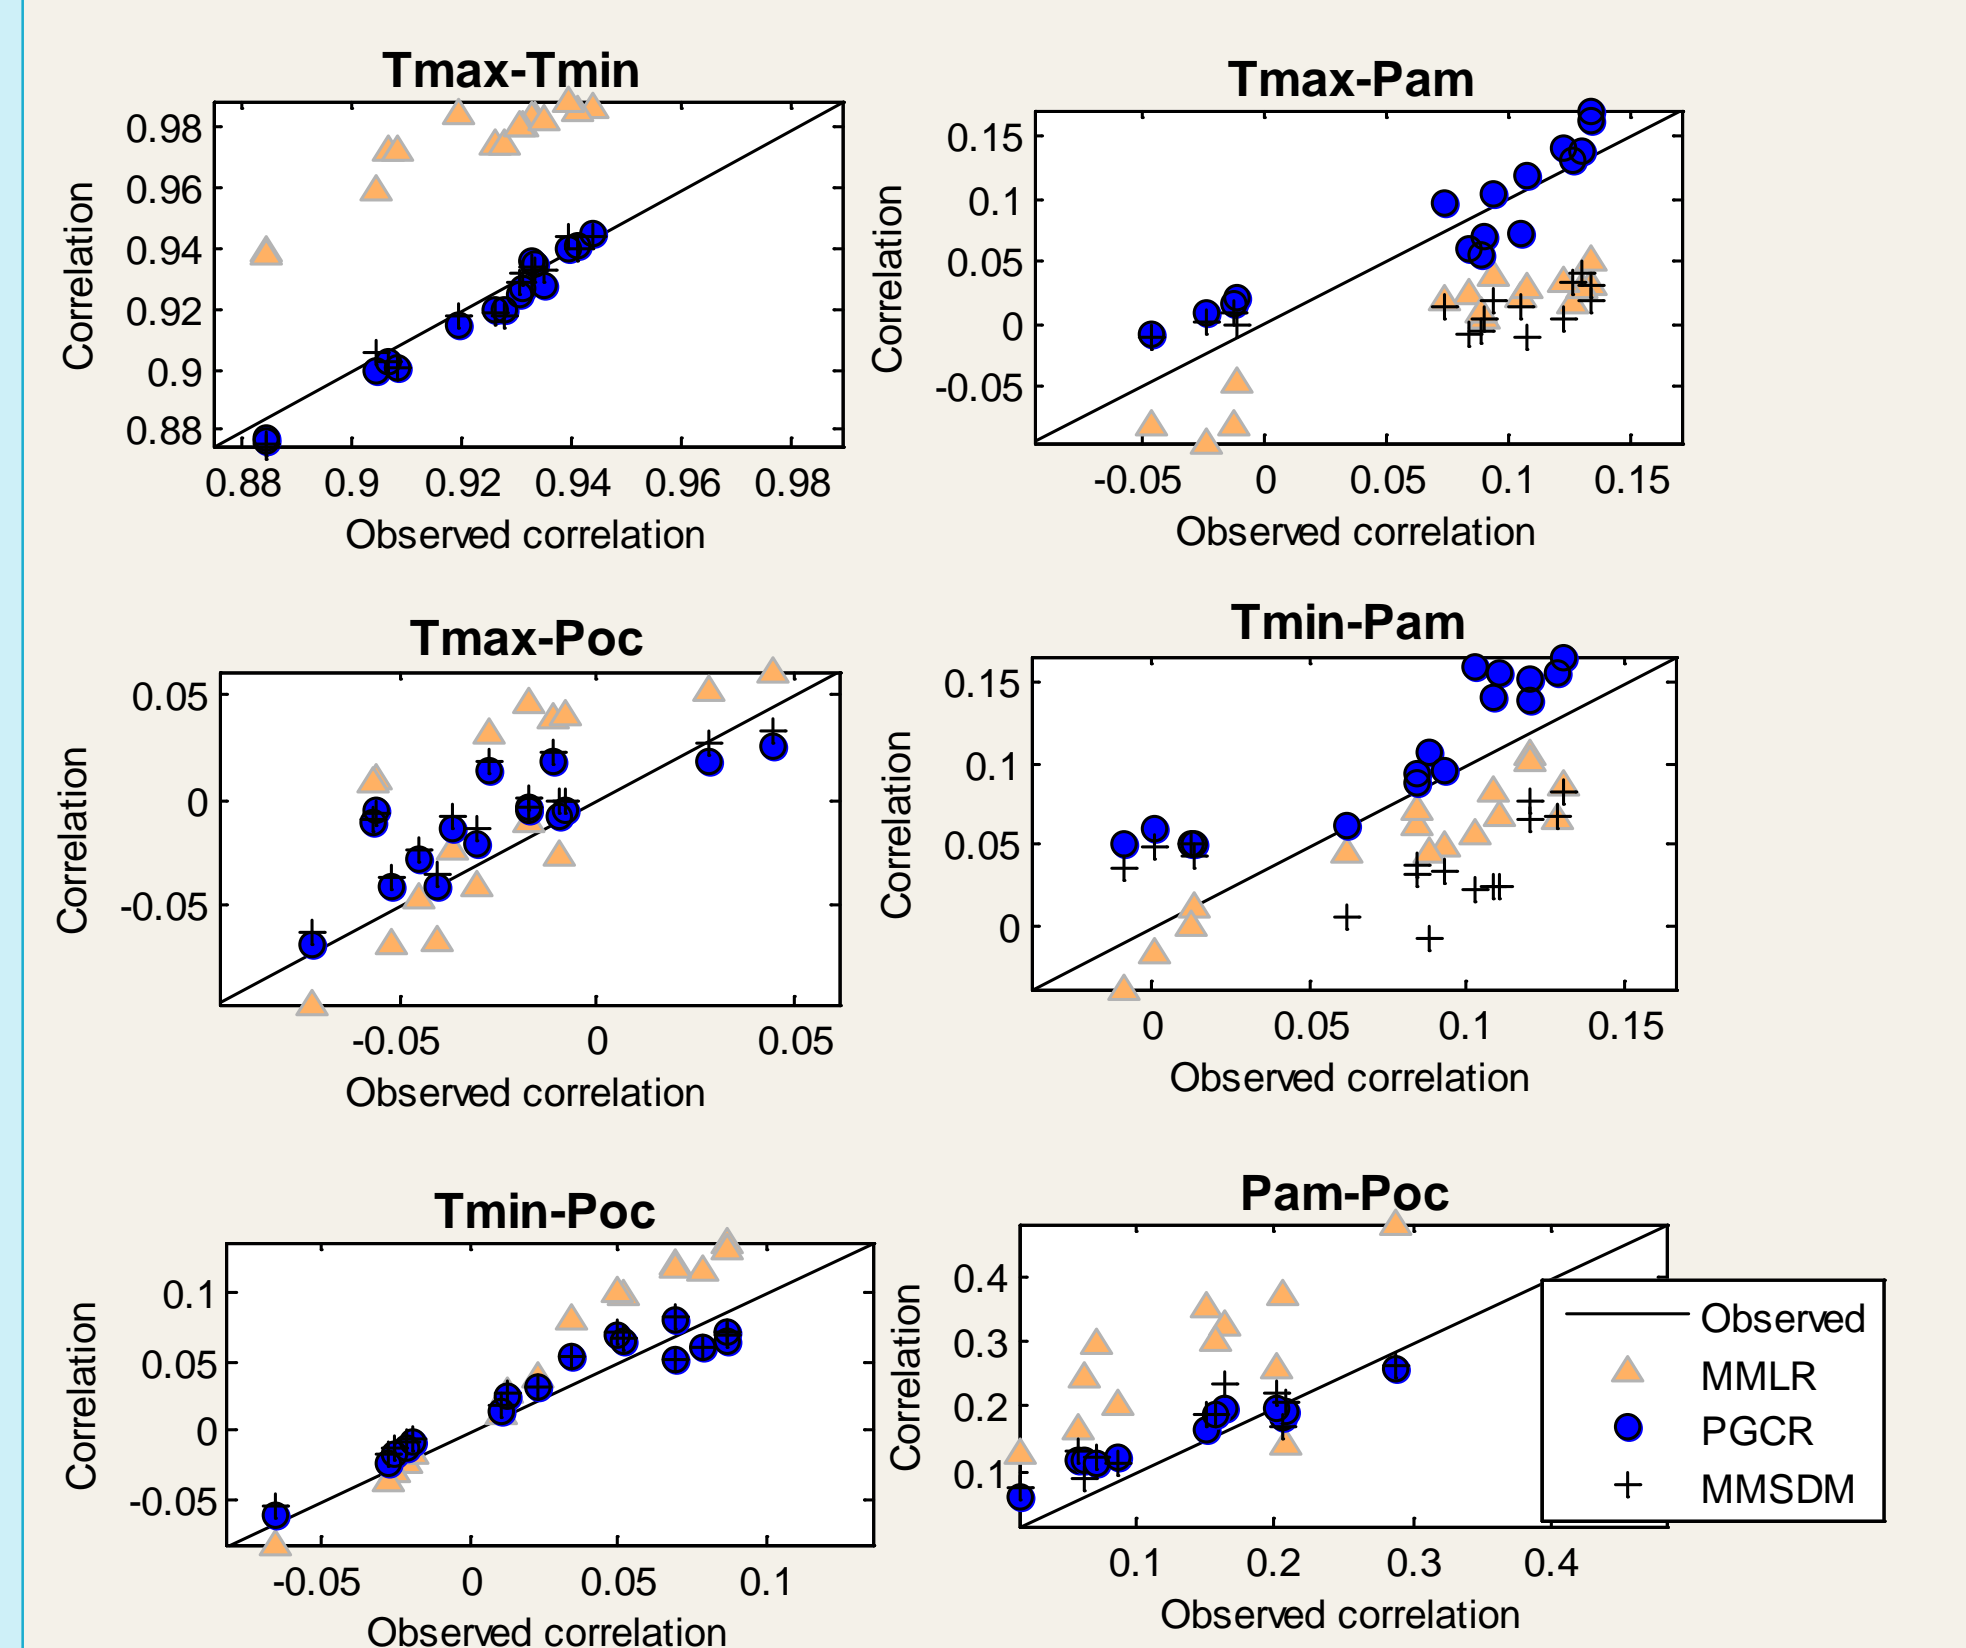 Tmax-Tmin
0.98
0.96
0.94
0.92
0.9
0.88
Correlation
0.88 0.9 0.92 0.94 0.96 0.98
Observed correlation
Tmax-Pam
0.15
0.1
0.05
0
-0.05
Correlation
-0.05 0 0.05 0.1 0.15
Observed correlation
Tmax-Poc
0.05
0
-0.05
Correlation
-0.05 0 0.05
Observed correlation
Tmin-Pam
0.15
0.1
0.05
0
Correlation
0 0.05 0.1 0.15
Observed correlation
Tmin-Poc
0.1
0.05
0
-0.05
Correlation
-0.05 0 0.05 0.1
Observed correlation
Pam-Poc
0.4
0.3
0.2
0.1
Correlation
0.1 0.2 0.3 0.4
Observed correlation
Observed
MMLR
PGCR
MMSDM